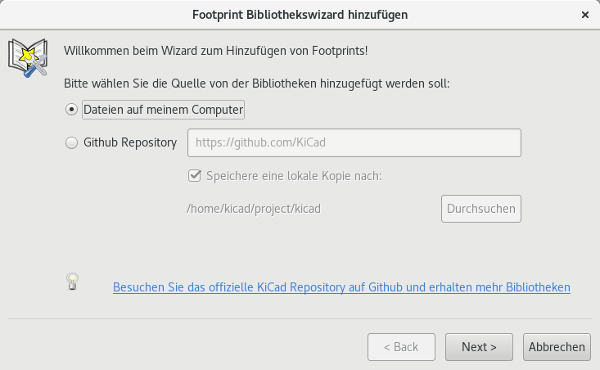 Footprint Bibliothekswizard hinzufügen ×
Willkommen beim Wizard zum Hinzufügen von Footprints!
Bitte wählen Sie die Quelle von der Bibliotheken hinzugefügt werden soll:
Dateien auf meinem Computer
Github Repository https://github.com/KiCad
Speichere eine lokale Kopie nach:
/home/kicad/project/kicad Durchsuchen
Besuchen Sie das offizielle KiCad Repository auf Github und erhalten mehr Bibliotheken
< Back Next > Abbrechen